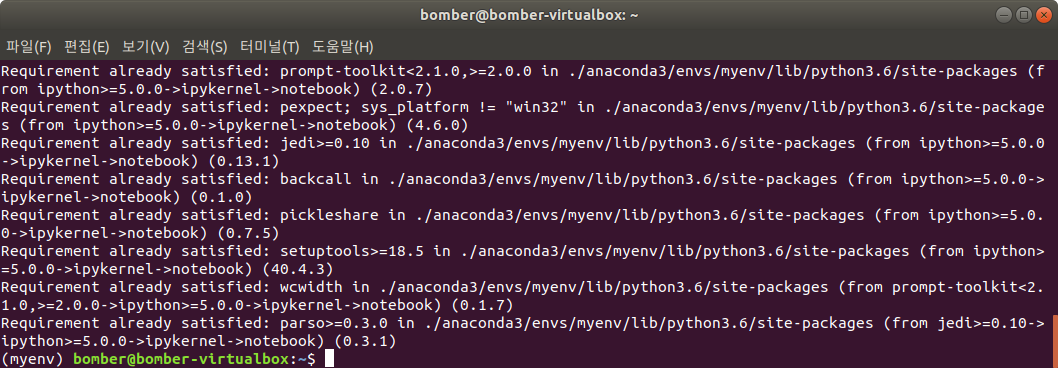 bomber@bomber-virtualbox: ~
파일(F) 편집(E) 보기(V) 검색(S) 터미널(T) 도움말(H)
Requirement already satisfied: prompt-toolkit<2.1.0,>=2.0.0 in ./anaconda3/envs/myenv/lib/python3.6/site-packages (f
rom ipython>=5.0.0->ipykernel->notebook) (2.0.7)
Requirement already satisfied: pexpect; sys_platform != "win32" in ./anaconda3/envs/myenv/lib/python3.6/site-package
s (from ipython>=5.0.0->ipykernel->notebook) (4.6.0)
Requirement already satisfied: jedi>=0.10 in ./anaconda3/envs/myenv/lib/python3.6/site-packages (from ipython>=5.0.0
->ipykernel->notebook) (0.13.1)
Requirement already satisfied: backcall in ./anaconda3/envs/myenv/lib/python3.6/site-packages (from ipython>=5.0.0->
ipykernel->notebook) (0.1.0)
Requirement already satisfied: pickleshare in ./anaconda3/envs/myenv/lib/python3.6/site-packages (from ipython>=5.0.
0->ipykernel->notebook) (0.7.5)
Requirement already satisfied: setuptools>=18.5 in ./anaconda3/envs/myenv/lib/python3.6/site-packages (from ipython>
=5.0.0->ipykernel->notebook) (40.4.3)
Requirement already satisfied: wcwidth in ./anaconda3/envs/myenv/lib/python3.6/site-packages (from prompt-toolkit<2.
1.0,>=2.0.0->ipython>=5.0.0->ipykernel->notebook) (0.1.7)
Requirement already satisfied: parso>=0.3.0 in ./anaconda3/envs/myenv/lib/python3.6/site-packages (from jedi>=0.10->
ipython>=5.0.0->ipykernel->notebook) (0.3.1)
(myenv) bomber@bomber-virtualbox:~$